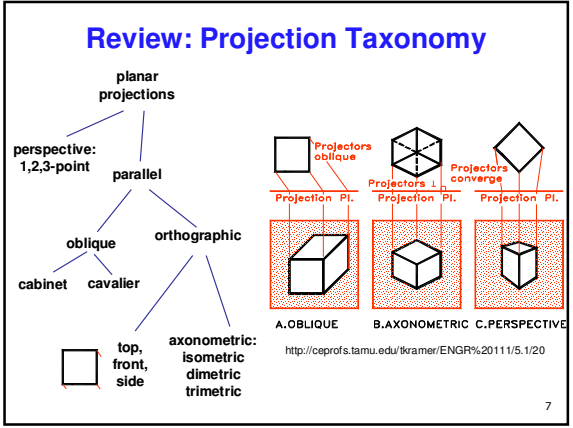 Review: Projection Taxonomy
planar
projections
perspective:
1,2,3-point
parallel
oblique
orthographic
cabinet
cavalier
top,
front,
side
axonometric:
isometric
dimetric
trimetric
Projectors
oblique
Projection Pl.
A.OBLIQUE
Projectors ⊥
Projection Pl.
B.AXONOMETRIC
Projectors
converge
Projection Pl.
C.PERSPECTIVE
http://ceprofs.tamu.edu/tkramer/ENGR%20111/5.1/20
7